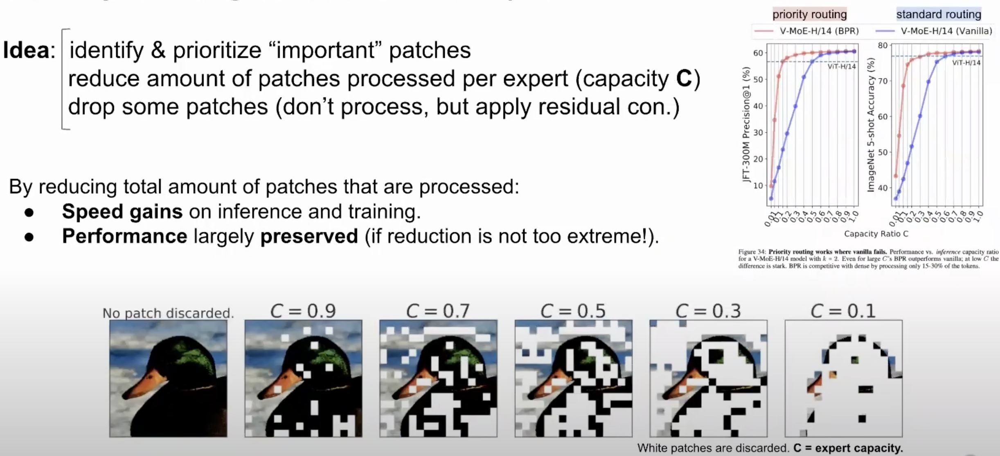 Idea: identify & prioritize “important” patches
reduce amount of patches processed per expert (capacity C)
drop some patches (don’t process, but apply residual con.)
By reducing total amount of patches that are processed:
● Speed gains on inference and training.
● Performance largely preserved (if reduction is not too extreme!).
priority routing standard routing
V-MoE-H/14 (BPR) V-MoE-H/14 (Vanilla)
JFT-300M Precision@1 (%)
60
50
40
30
20
10
ViT-H/14
0.01 0.1 0.2 0.3 0.4 0.5 0.6 0.7 0.8 0.9 1.0
ImageNet 5-shot Accuracy (%)
80
70
60
50
40
ViT-H/14
0.01 0.1 0.2 0.3 0.4 0.5 0.6 0.7 0.8 0.9 1.0
Capacity Ratio C
Figure 34: Priority routing works where vanilla fails. Performance vs. inference capacity ratio
for a V-MoE-H/14 model with k = 2. Even for large C's BPR outperforms vanilla; at low C the
difference is stark. BPR is competitive with dense by processing only 15-30% of the tokens.
No patch discarded. C = 0.9 C = 0.7 C = 0.5 C = 0.3 C = 0.1
White patches are discarded. C = expert capacity.